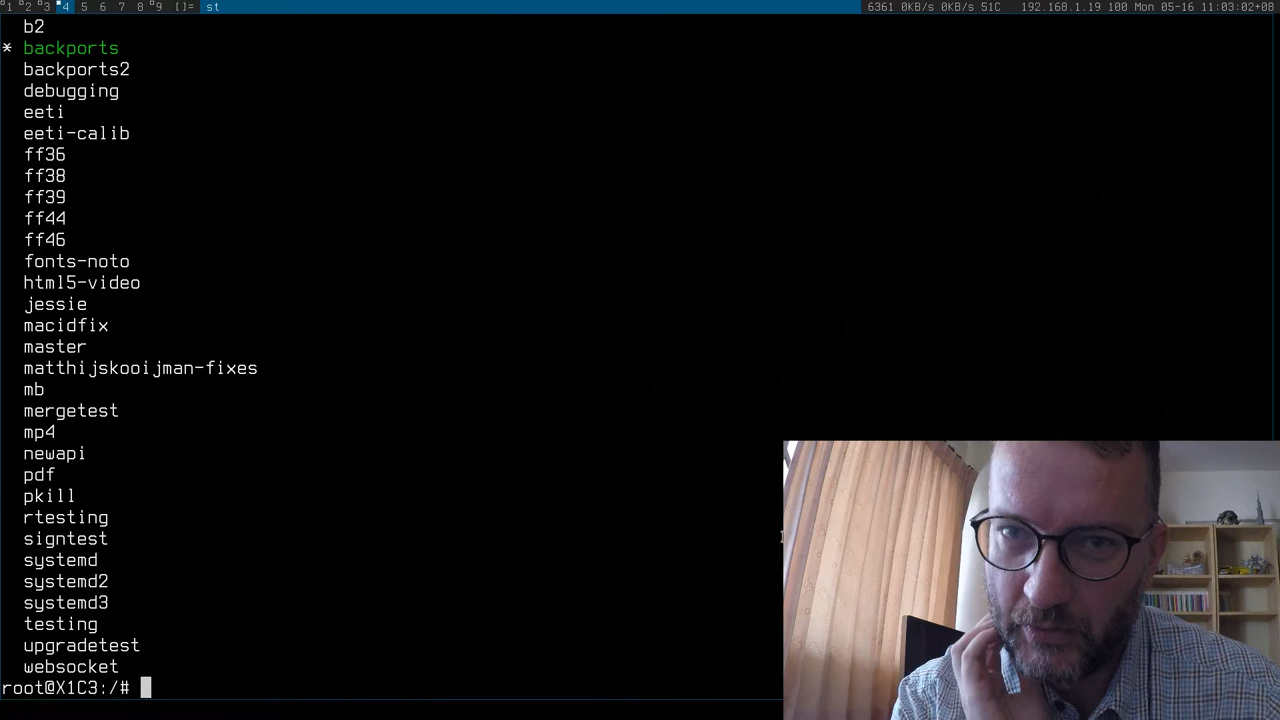 1 2 3 4 5 6 7 8 9 []= st 6361 0KB/s 0KB/s 51C 192.168.1.19 100 Mon 05-16 11:03:02+08
b2
* backports
backports2
debugging
eeti
eeti-calib
ff36
ff38
ff39
ff44
ff46
fonts-noto
html5-video
jessie
macidfix
master
matthijskooijman-fixes
mb
mergetest
mp4
newapi
pdf
pkill
rtesting
signtest
systemd
systemd2
systemd3
testing
upgradetest
websocket
root@X1C3:/#